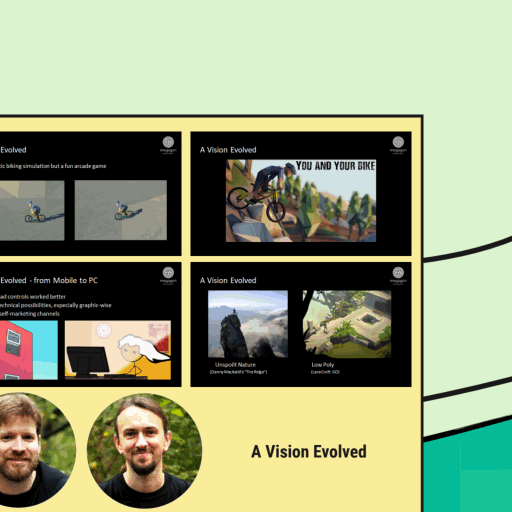 Evolved
tic biking simulation but a fun arcade game
A Vision Evolved
YOU AND YOUR BIKE
Evolved - from Mobile to PC
ad controls worked better
echnical possibilities, especially graphic-wise
self-marketing channels
A Vision Evolved
Unspoilt Nature
(Danny MacAskill's "The Ridge")
Low Poly
(Lara Croft: GO)
A Vision Evolved